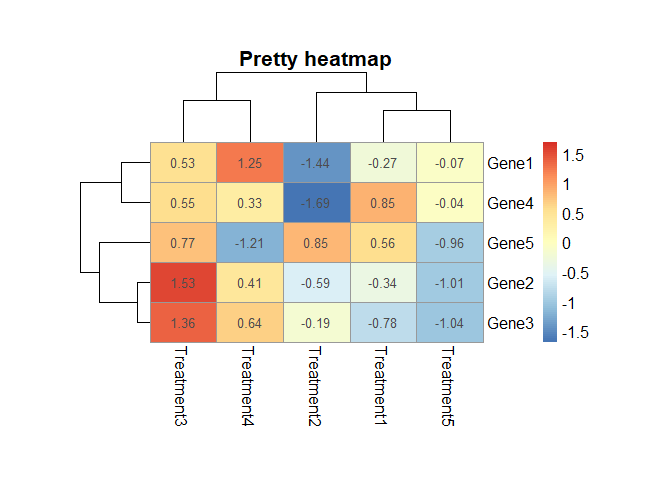 Pretty heatmap
0.53 1.25 -1.44 -0.27 -0.07 Gene1
0.55 0.33 -1.69 0.85 -0.04 Gene4
0.77 -1.21 0.85 0.56 -0.96 Gene5
1.53 0.41 -0.59 -0.34 -1.01 Gene2
1.36 0.64 -0.19 -0.78 -1.04 Gene3
Treatment3
Treatment4
Treatment2
Treatment1
Treatment5
1.5
1
0.5
0
-0.5
-1
-1.5